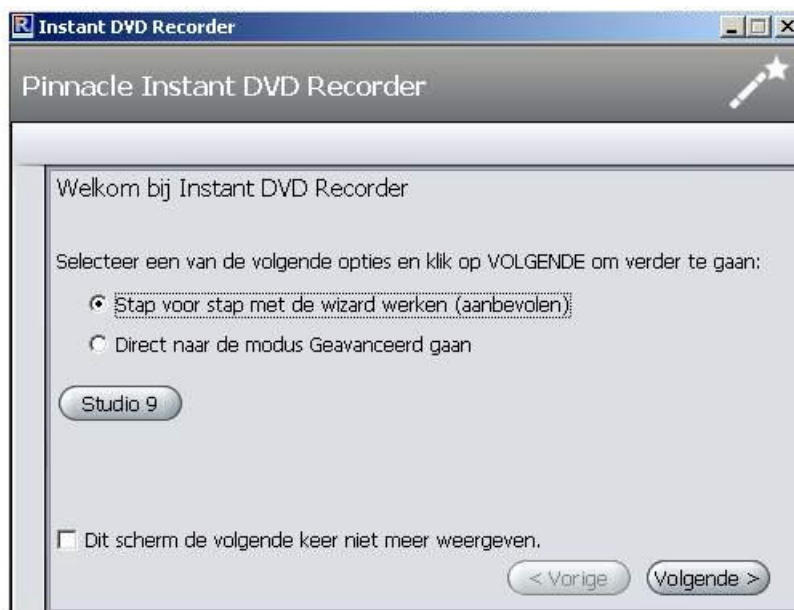 R Instant DVD Recorder
Pinnacle Instant DVD Recorder
Welkom bij Instant DVD Recorder
Selecteer een van de volgende opties en klik op VOLGENDE om verder te gaan:
Stap voor stap met de wizard werken (aanbevolen)
Direct naar de modus Geavanceerd gaan
Studio 9
Dit scherm de volgende keer niet meer weergeven.
< Vorige Volgende >